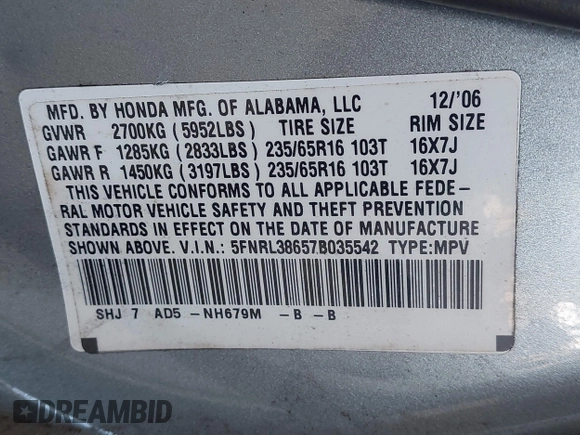 MFD. BY HONDA MFG. OF ALABAMA, LLC 12/'06
GVWR 2700KG (5952LBS) TIRE SIZE RIM SIZE
GAWR F 1285KG (2833LBS) 235/65R16 103T 16X7J
GAWR R 1450KG (3197LBS) 235/65R16 103T 16X7J
THIS VEHICLE CONFORMS TO ALL APPLICABLE FEDE-
RAL MOTOR VEHICLE SAFETY AND THEFT PREVENTION
STANDARDS IN EFFECT ON THE DATE OF MANUFACTURE
SHOWN ABOVE. V.I.N.: 5FNRL38657B035542 TYPE:MPV
SHJ 7 AD5 -NH679M -B -B
DREAMBID